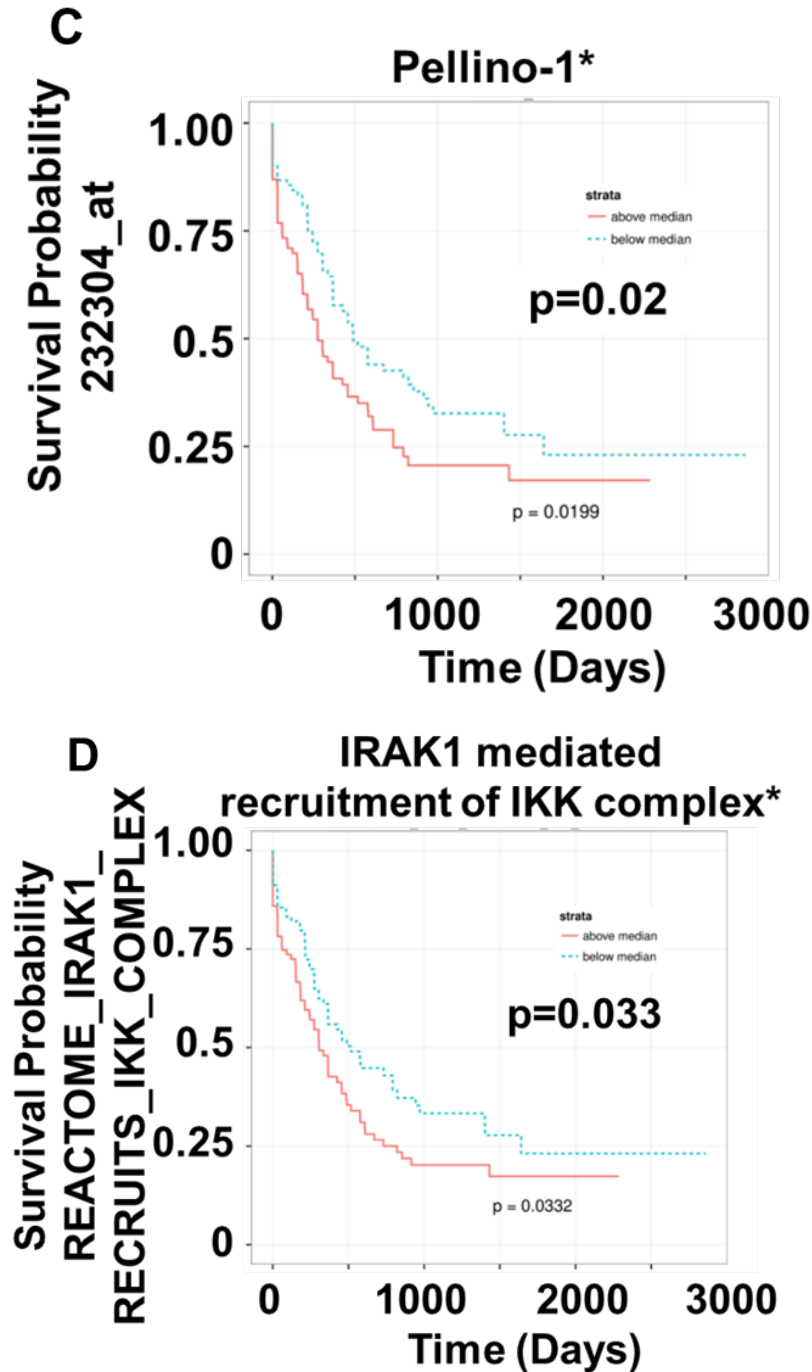 C
Pellino-1*
Survival Probability
232304_at
1.00
0.75
0.5
0.25
0
strata
above median
below median
p=0.02
p = 0.0199
0
1000
2000
3000
Time (Days)
D
IRAK1 mediated
recruitment of IKK complex*
Survival Probability
REACTOME_IRAK1_
RECRUITS_IKK_COMPLEX
1.00
0.75
0.5
0.25
0
strata
above median
below median
p=0.033
p = 0.0332
0
1000
2000
3000
Time (Days)